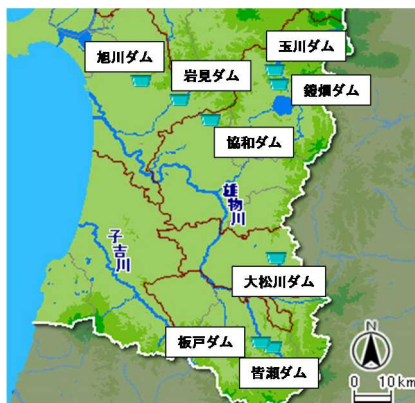 旭川ダム
玉川ダム
岩見ダム
鎧畑ダム
協和ダム
雄物川
子吉川
大松川ダム
板戸ダム
皆瀬ダム
N
0 10km